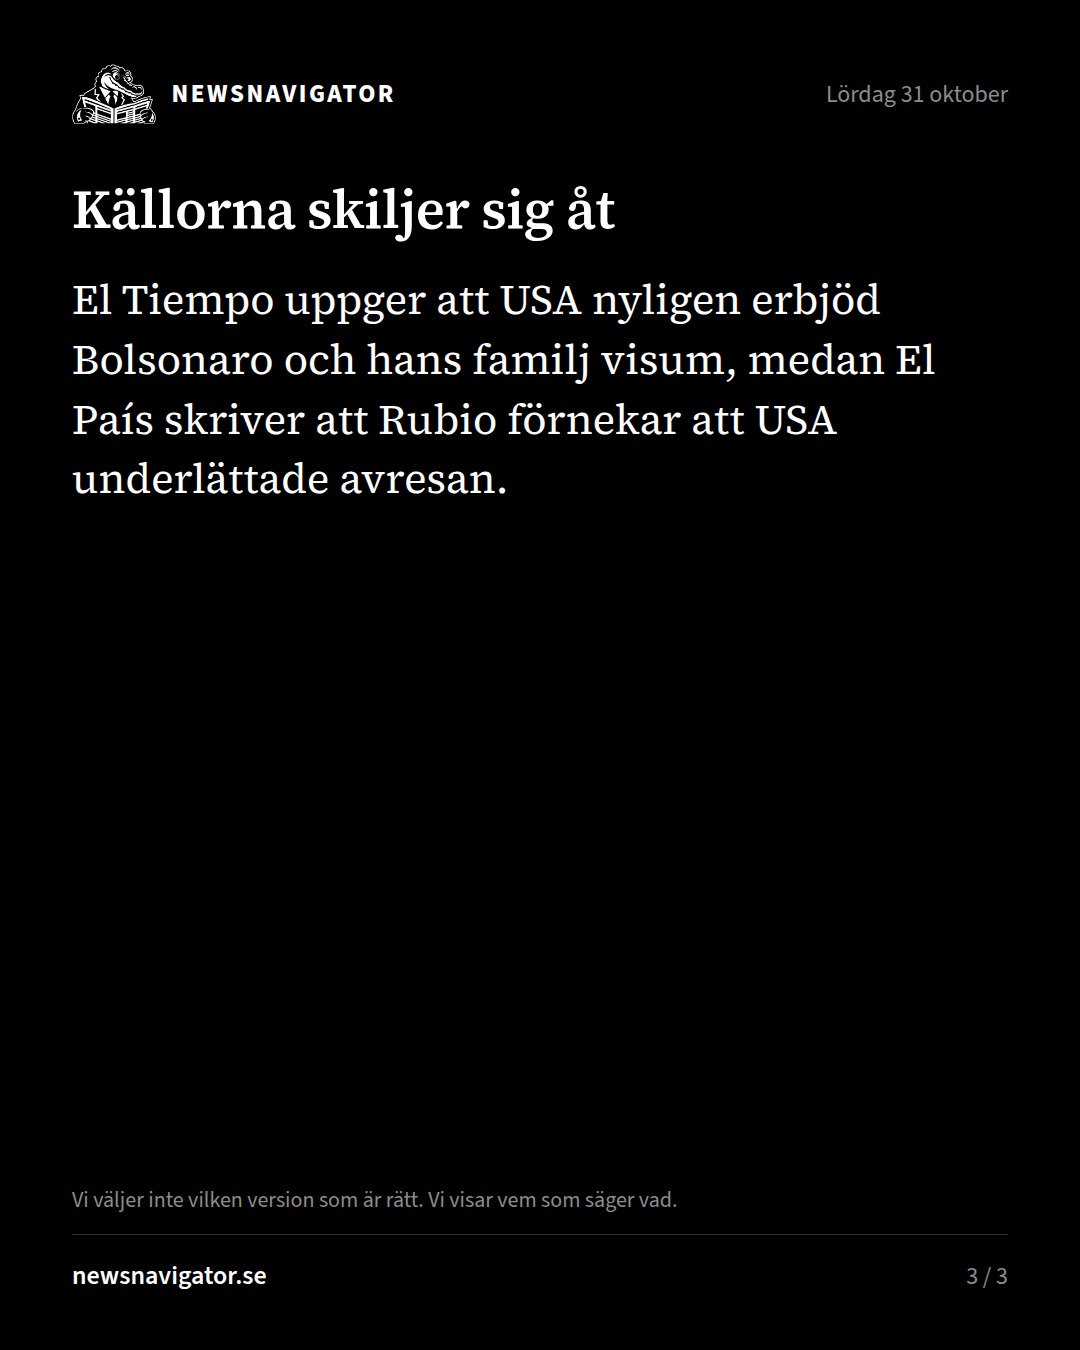 NEWSNAVIGATOR
Lördag 31 oktober
Källorna skiljer sig åt
El Tiempo uppger att USA nyligen erbjöd
Bolsonaro och hans familj visum, medan El
País skriver att Rubio förnekar att USA
underlättade avresan.
Vi väljer inte vilken version som är rätt. Vi visar vem som säger vad.
newsnavigator.se
3 / 3